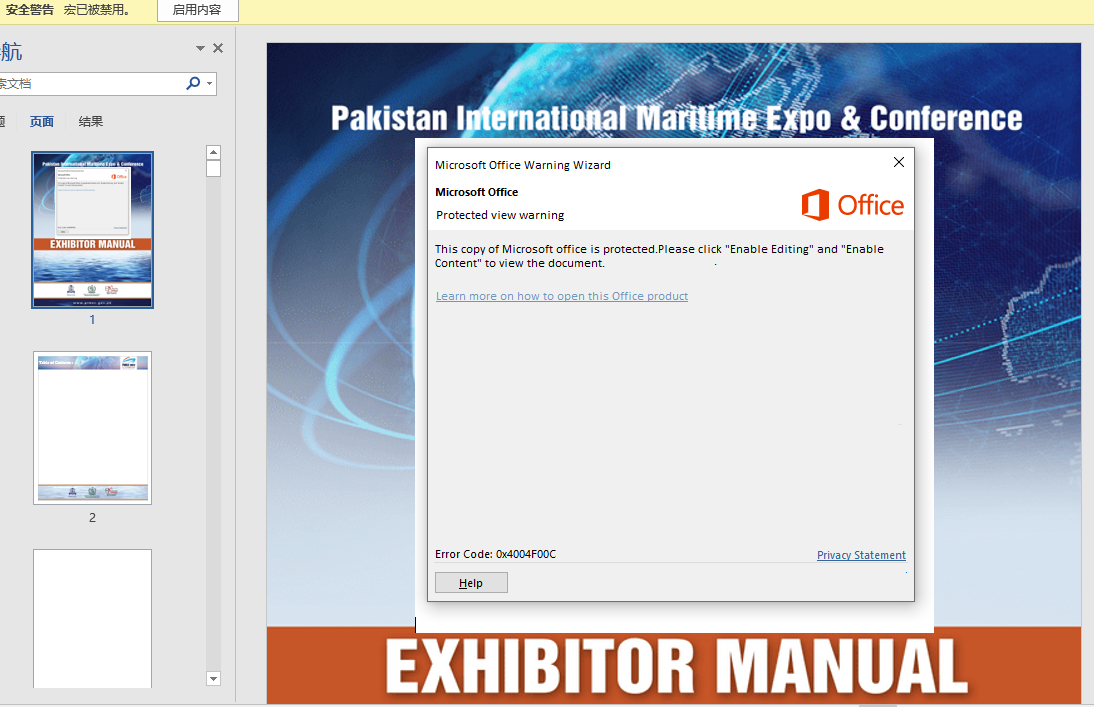 安全警告 宏已被禁用。 启用内容
航
索文档
题 页面 结果
Pakistan International Maritime Expo & Conference
Microsoft Office Warning Wizard
Microsoft Office
Protected view warning
Office
This copy of Microsoft office is protected.Please click "Enable Editing" and "Enable
Content" to view the document.
Learn more on how to open this Office product
Error Code: 0x4004F00C
Privacy Statement
Help
EXHIBITOR MANUAL
Pakistan International Maritime Expo & Conference
Office
EXHIBITOR MANUAL
1
2